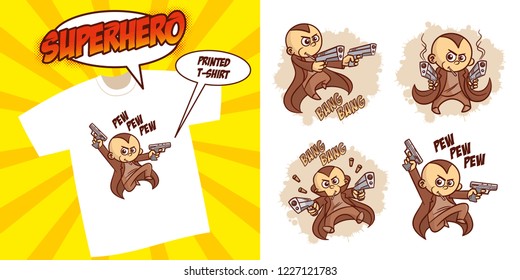 SUPERHERO
PRINTED
T-SHIRT
PEW
PEW
PEW
BANG
BANG
BANG
BANG
PEW
PEW
PEW
shutterstock.com · 1227121783